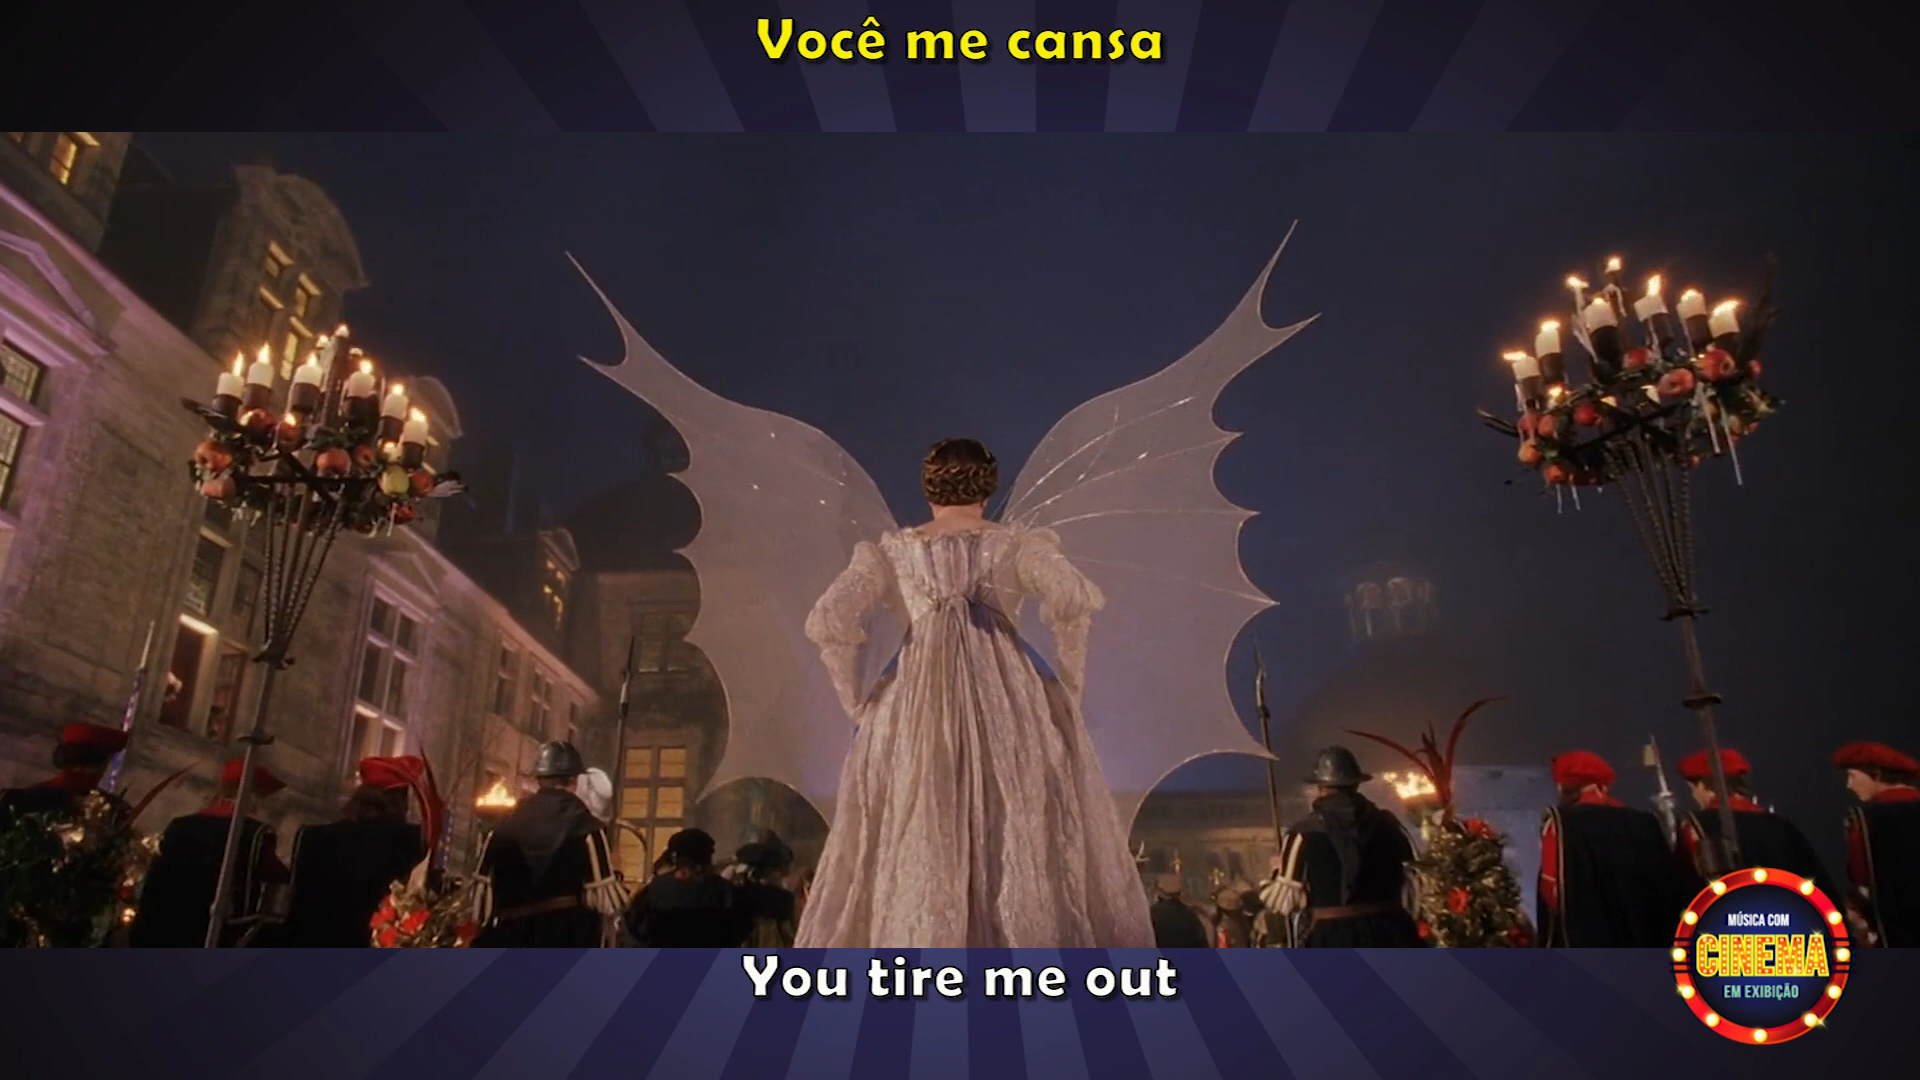 Você me cansa
You tire me out
MÚSICA COM
CINEMA
EM EXIBIÇÃO